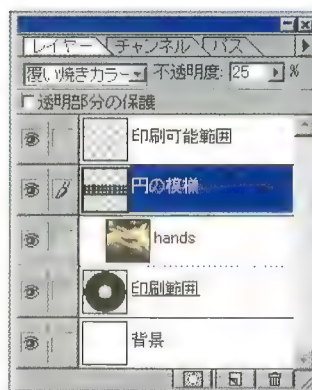 レイヤー チャンネル パス
覆い焼きカラー 不透明度: 25 %
透明部分の保護
印刷可能範囲
円の模様
hands
印刷範囲
背景